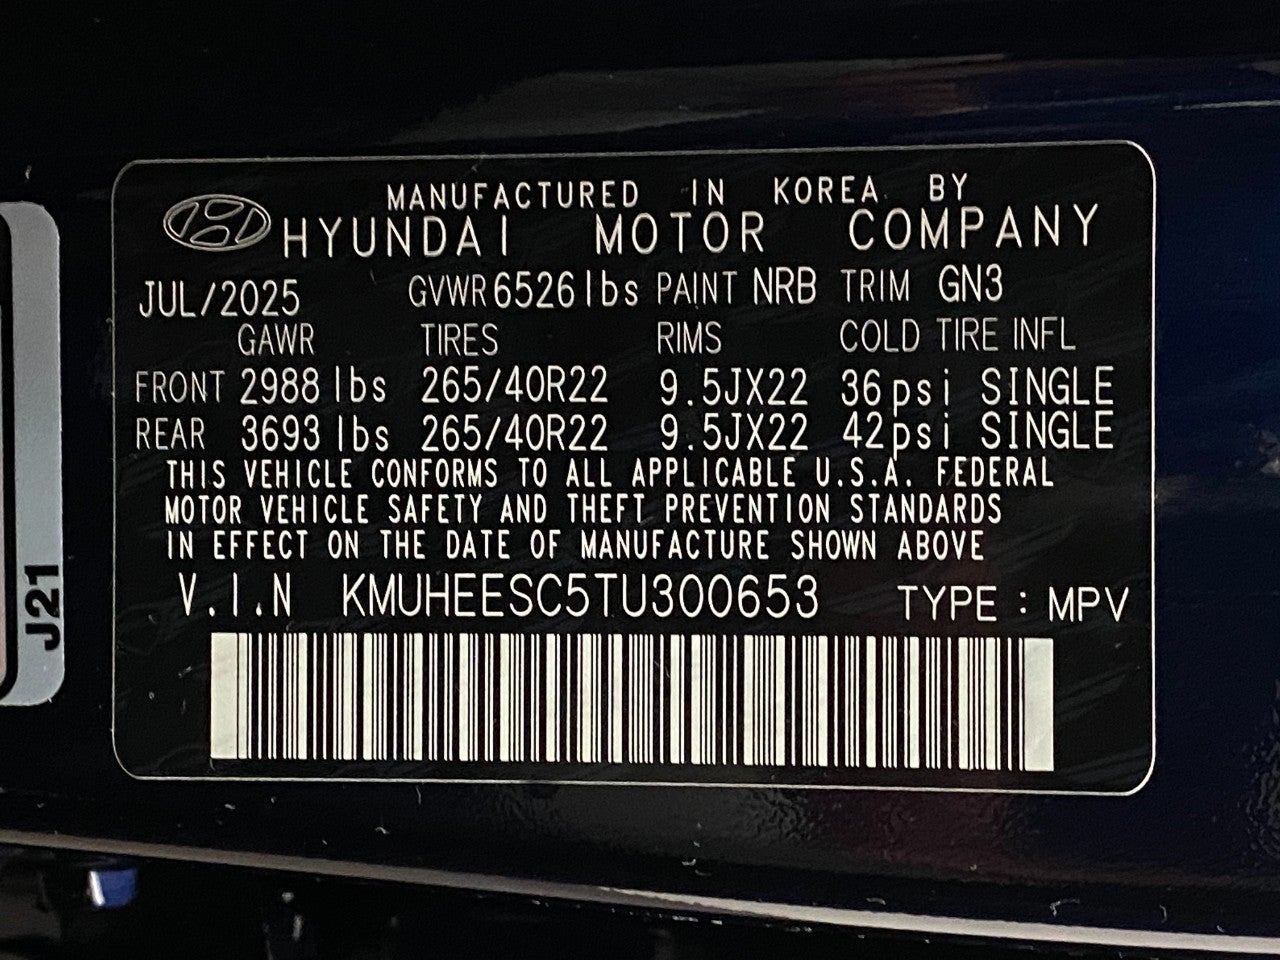 MANUFACTURED IN KOREA BY
HYUNDAI MOTOR COMPANY
JUL/2025 GVWR 6526lbs PAINT NRB TRIM GN3
GAWR TIRES RIMS COLD TIRE INFL
FRONT 2988 lbs 265/40R22 9.5JX22 36psi SINGLE
REAR 3693 lbs 265/40R22 9.5JX22 42psi SINGLE
THIS VEHICLE CONFORMS TO ALL APPLICABLE U.S.A. FEDERAL
MOTOR VEHICLE SAFETY AND THEFT PREVENTION STANDARDS
IN EFFECT ON THE DATE OF MANUFACTURE SHOWN ABOVE
V.I.N KMUHEESC5TU300653 TYPE : MPV
J21